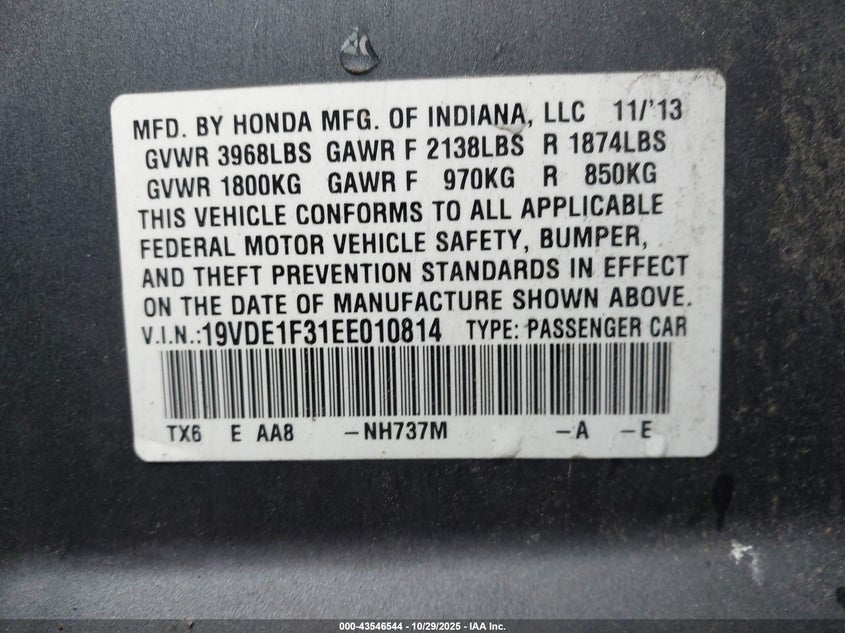 MFD. BY HONDA MFG. OF INDIANA, LLC 11/'13
GVWR 3968LBS GAWR F 2138LBS R 1874LBS
GVWR 1800KG GAWR F 970KG R 850KG
THIS VEHICLE CONFORMS TO ALL APPLICABLE
FEDERAL MOTOR VEHICLE SAFETY, BUMPER,
AND THEFT PREVENTION STANDARDS IN EFFECT
ON THE DATE OF MANUFACTURE SHOWN ABOVE.
V.I.N.:19VDE1F31EE010814 TYPE: PASSENGER CAR
TX6 E AA8 -NH737M -A -E
000-43546544 / 10/29/2025 - IAA Inc.